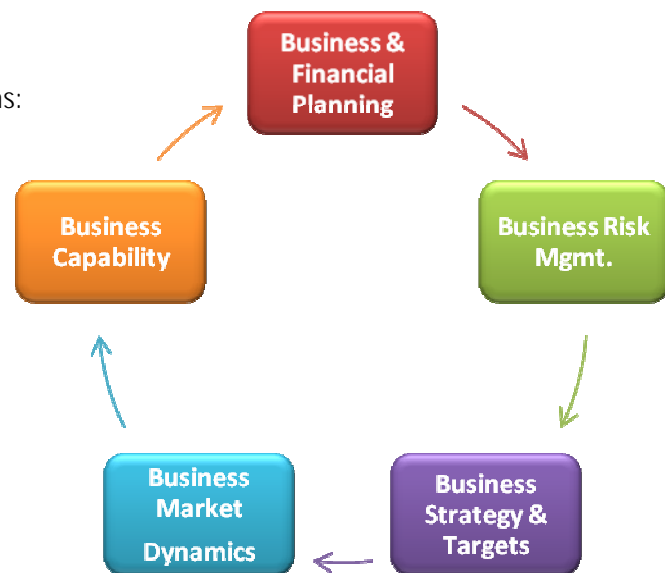 Business &
Financial
Planning
ns:
Business
Capability
Business Risk
Mgmt.
Business
Market
Dynamics
Business
Strategy &
Targets